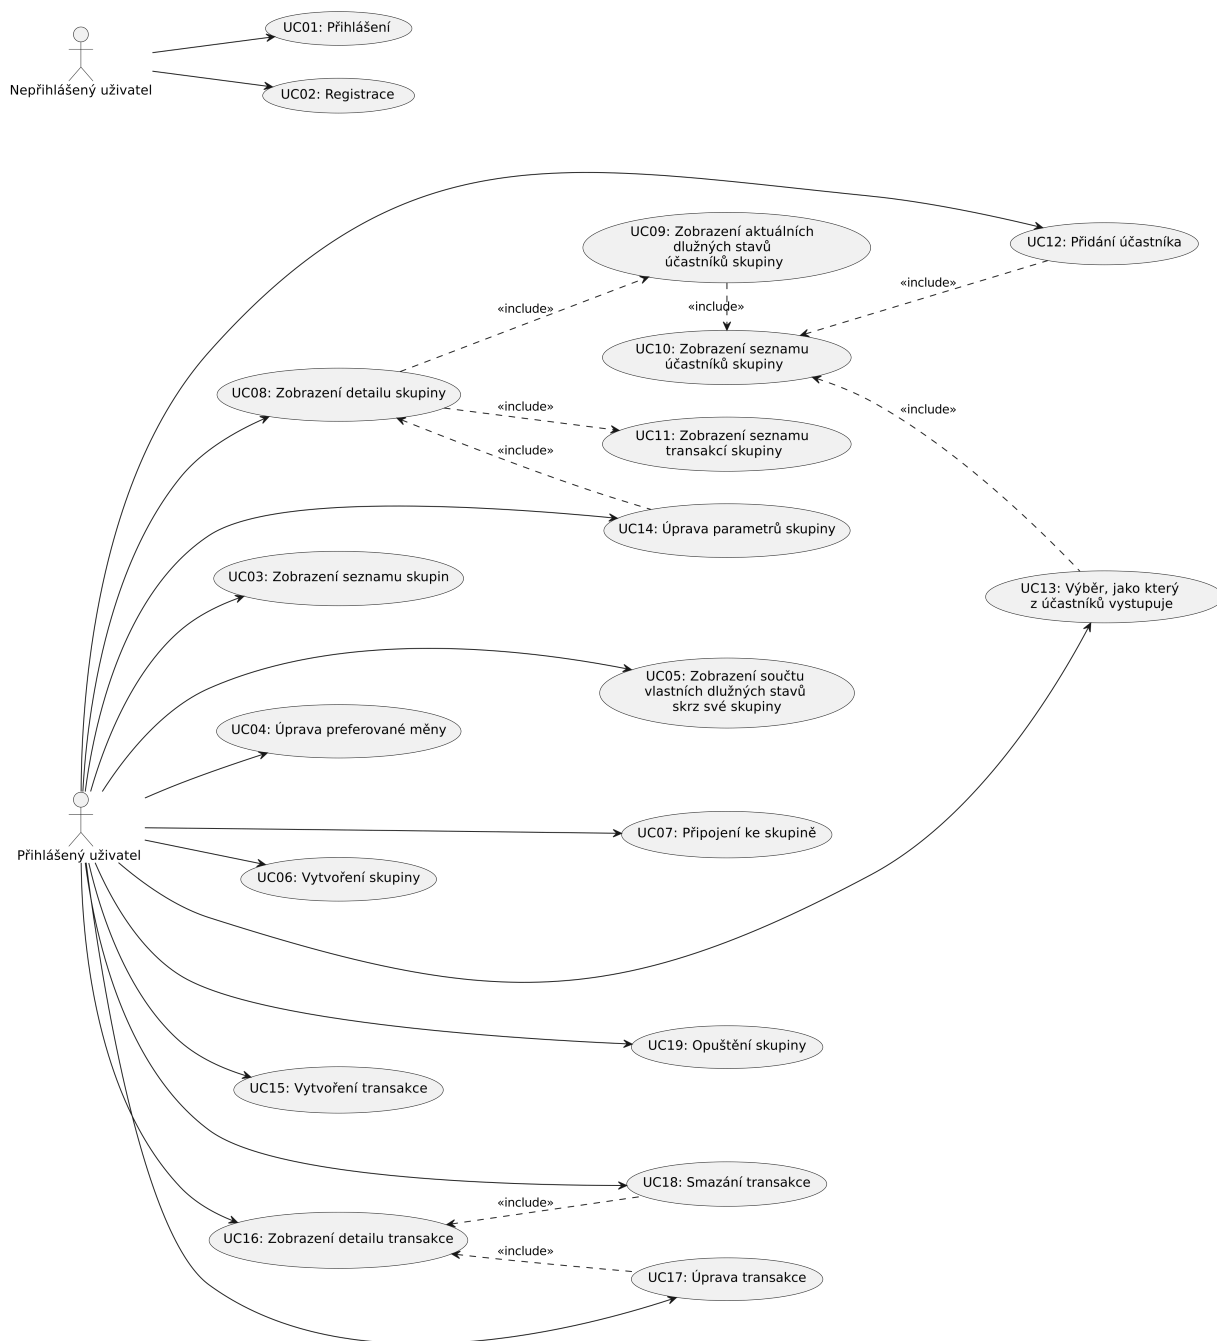 UC01: Přihlášení
Nepřihlášený uživatel
UC02: Registrace
UC09: Zobrazení aktuálních
dlužných stavů
účastníků skupiny
UC12: Přidání účastníka
«include»
«include»
«include»
UC10: Zobrazení seznamu
účastníků skupiny
UC08: Zobrazení detailu skupiny
«include»
«include»
UC11: Zobrazení seznamu
transakcí skupiny
«include»
UC14: Úprava parametrů skupiny
UC03: Zobrazení seznamu skupin
UC13: Výběr, jako který
z účastníků vystupuje
UC05: Zobrazení součtu
vlastních dlužných stavů
skrz své skupiny
UC04: Úprava preferované měny
UC07: Připojení ke skupině
Přihlášený uživatel
UC06: Vytvoření skupiny
UC19: Opuštění skupiny
UC15: Vytvoření transakce
UC18: Smazání transakce
«include»
UC16: Zobrazení detailu transakce
«include»
UC17: Úprava transakce